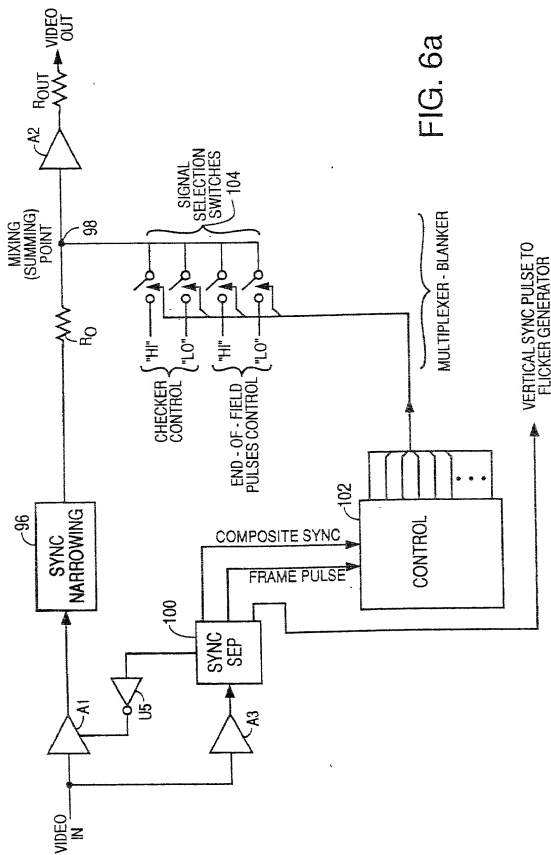 VIDEO
IN
A1
U5
A3
96
SYNC
NARROWING
100
SYNC
SEP
COMPOSITE SYNC
FRAME PULSE
102
CONTROL
RO
MIXING
(SUMMING)
POINT
98
A2
ROUT
VIDEO
OUT
"HI"
"LO"
"HI"
"LO"
CHECKER
CONTROL
END - OF - FIELD
PULSES CONTROL
SIGNAL
SELECTION
SWITCHES
104
MULTIPLEXER - BLANKER
VERTICAL SYNC PULSE TO
FLICKER GENERATOR
FIG. 6a